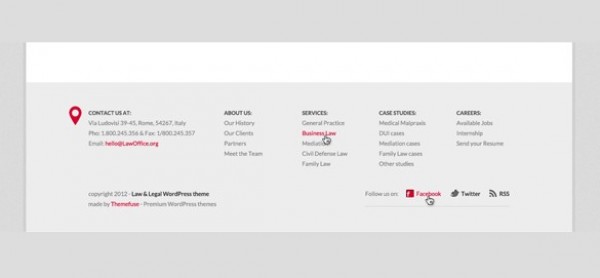 CONTACT US AT:
Via Ludovisi 39-45, Rome, 54267, Italy
Pho: 1.800.245.356 & Fax: 1/800.245.357
Email: hello@LawOffice.org
ABOUT US:
Our History
Our Clients
Partners
Meet the Team
SERVICES:
General Practice
Business Law
Mediation
Civil Defense Law
Family Law
CASE STUDIES:
Medical Malpraxis
DUI cases
Mediation cases
Family Law cases
Other studies
CAREERS:
Available Jobs
Internship
Send your Resume
copyright 2012 - Law & Legal WordPress theme
made by Themefuse - Premium WordPress themes
Follow us on: Facebook Twitter RSS